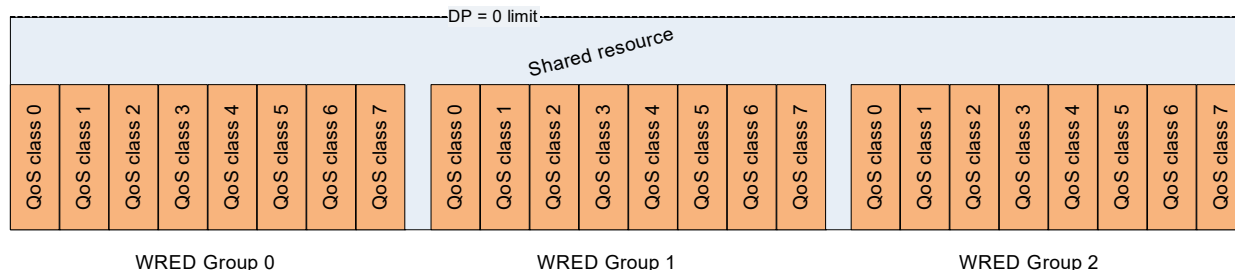 DP = 0 limit
Shared resource
QoS class 0
QoS class 1
QoS class 2
QoS class 3
QoS class 4
QoS class 5
QoS class 6
QoS class 7
QoS class 0
QoS class 1
QoS class 2
QoS class 3
QoS class 4
QoS class 5
QoS class 6
QoS class 7
QoS class 0
QoS class 1
QoS class 2
QoS class 3
QoS class 4
QoS class 5
QoS class 6
QoS class 7
WRED Group 0
WRED Group 1
WRED Group 2